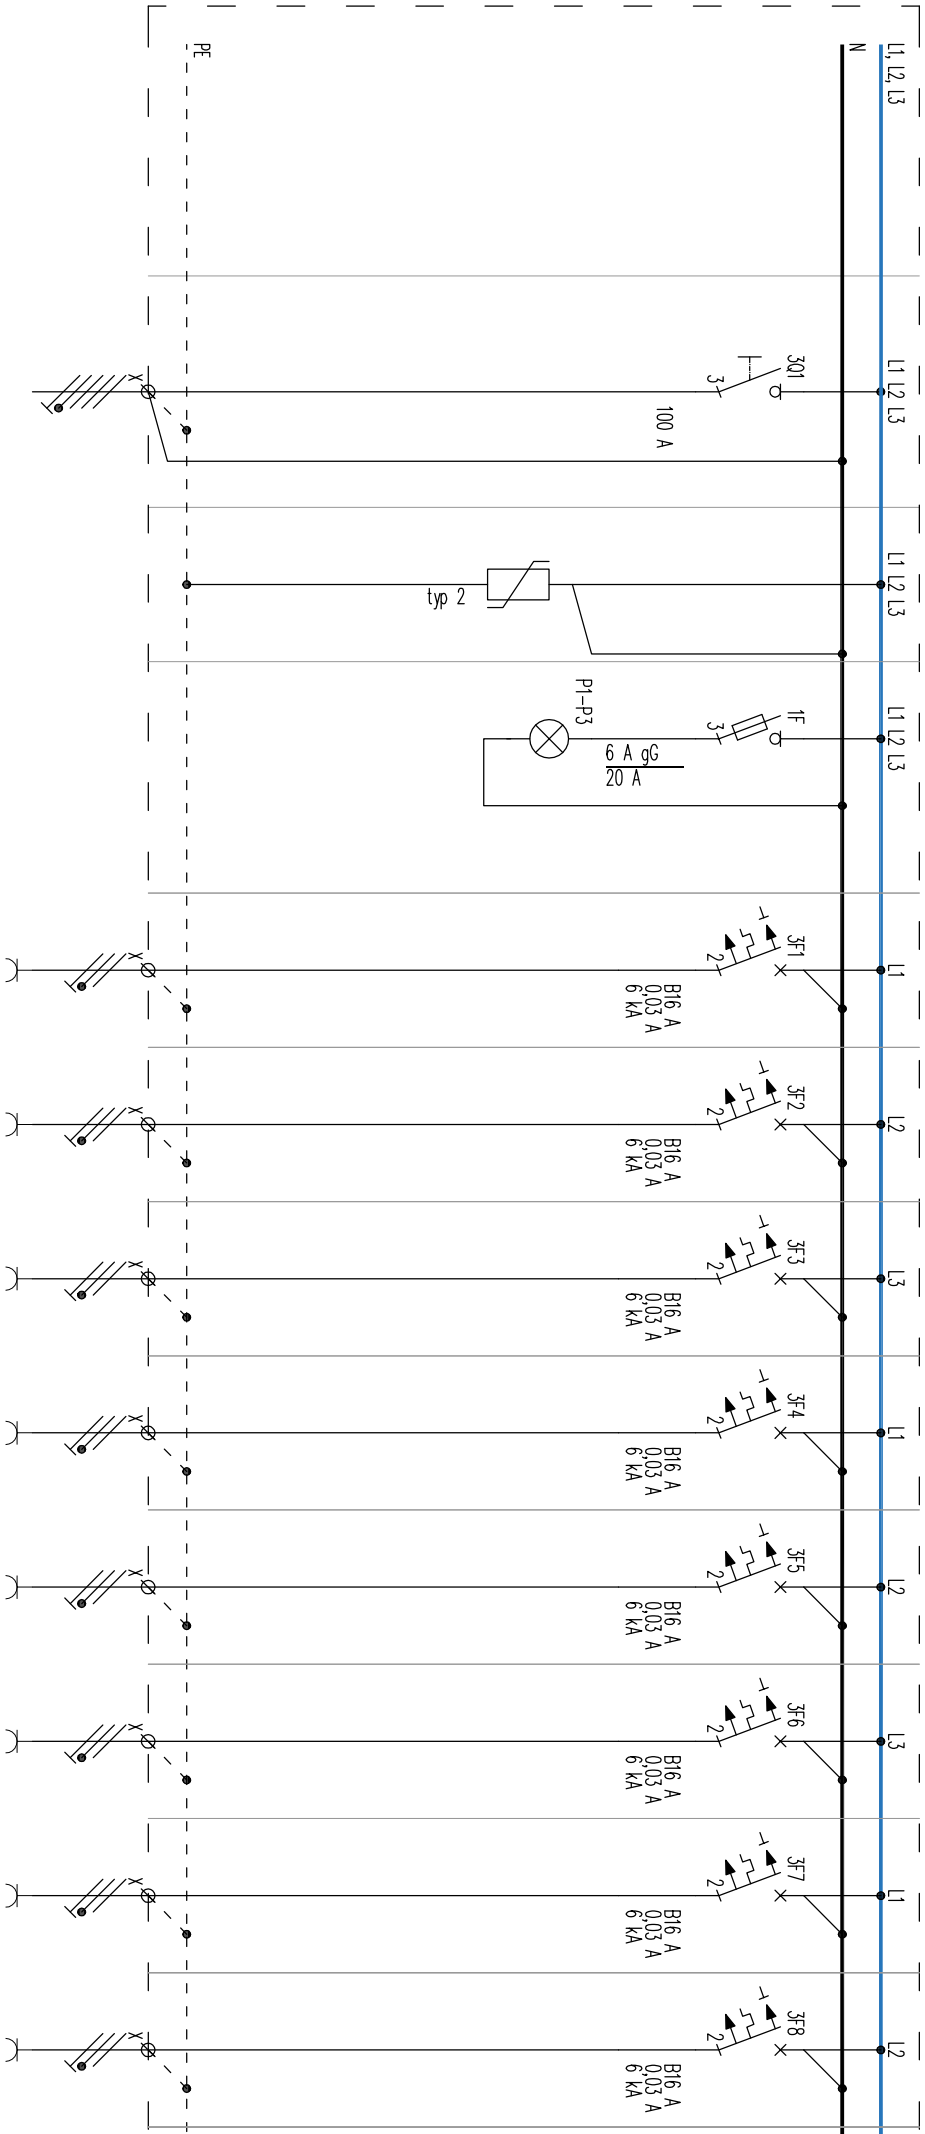 L1, L2, L3
N
PE
L1 L2 L3
3Q1
3
100 A
L1 L2 L3
typ 2
L1 L2 L3
1F
3
6 A gG
20 A
P1-P3
L1
3F1
2
B16 A
0,03 A
6 kA
L2
3F2
2
B16 A
0,03 A
6 kA
L3
3F3
2
B16 A
0,03 A
6 kA
L1
3F4
2
B16 A
0,03 A
6 kA
L2
3F5
2
B16 A
0,03 A
6 kA
L3
3F6
2
B16 A
0,03 A
6 kA
L1
3F7
2
B16 A
0,03 A
6 kA
L2
3F8
2
B16 A
0,03 A
6 kA